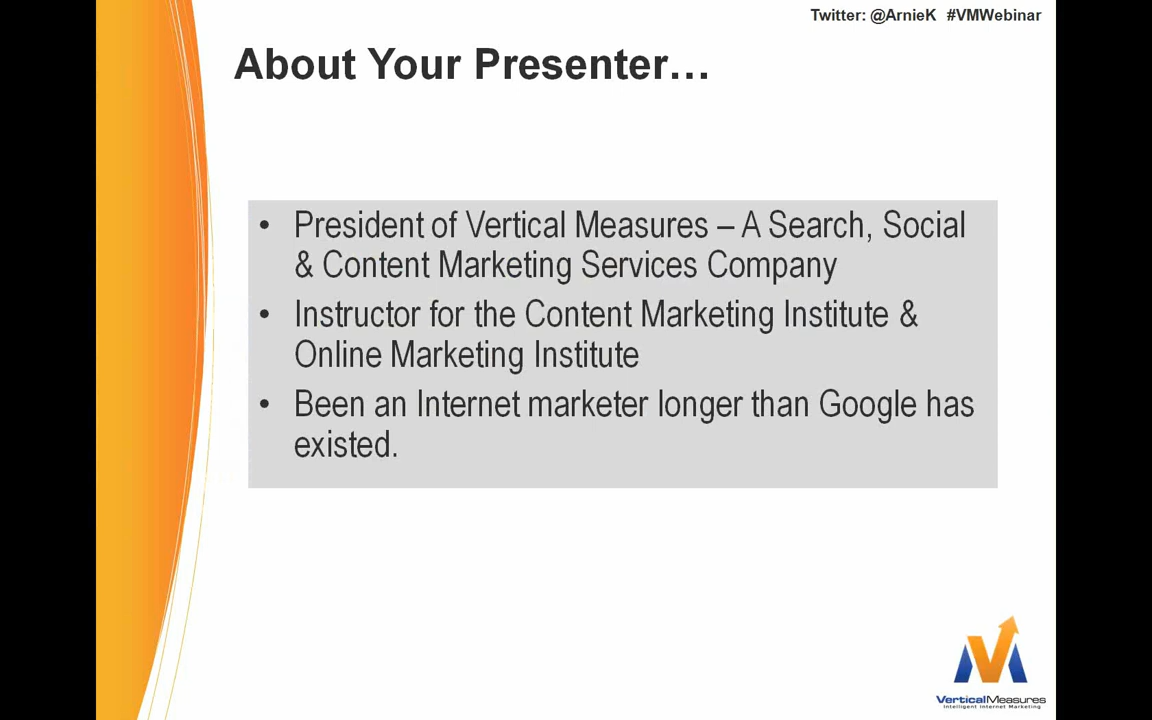 Twitter: @ArnieK #VMWebinar
About Your Presenter…
• President of Vertical Measures – A Search, Social
& Content Marketing Services Company
• Instructor for the Content Marketing Institute &
Online Marketing Institute
• Been an Internet marketer longer than Google has
existed.
VerticalMeasures
Intelligent Internet Marketing